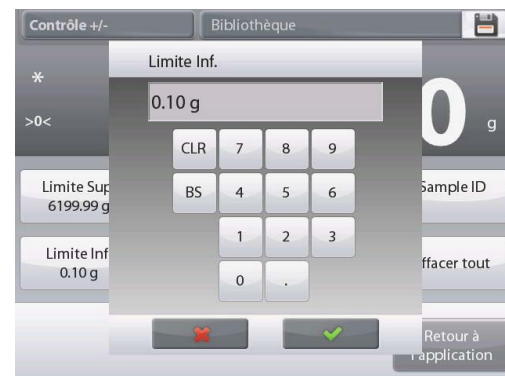 Contrôle +/-
Bibliothèque
Limite Inf.
*
0.10 g
>0<
0 g
CLR 7 8 9
Limite Sup
6199.99 g
BS 4 5 6
Sample ID
1 2 3
Limite Inf
0.10 g
ffacer tout
0 .
Retour à
l'application